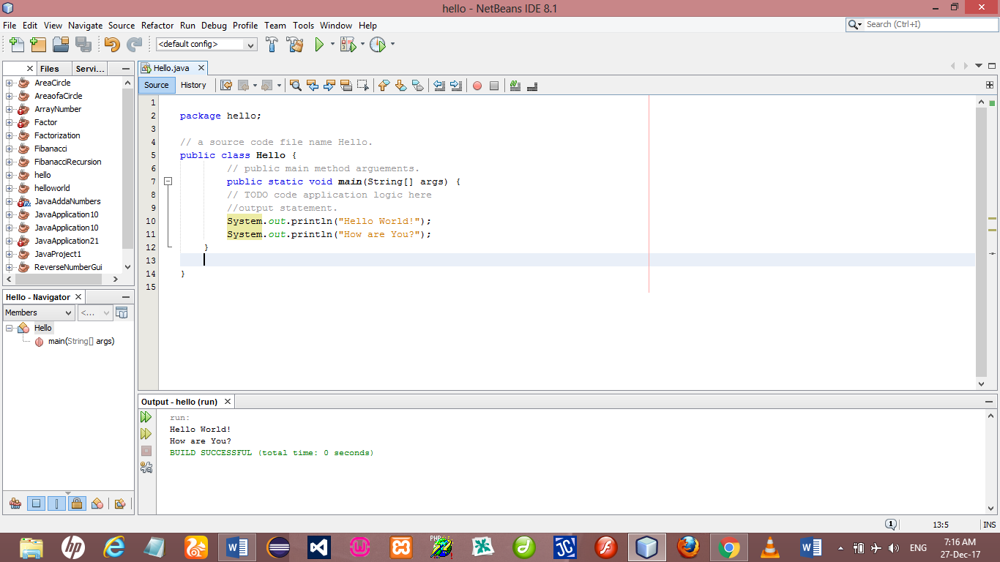 hello - NetBeans IDE 8.1
File Edit View Navigate Source Refactor Run Debug Profile Team Tools Window Help
Search (Ctrl+I)
<default config>
Files Servi...
AreaCircle
AreaofaCircle
ArrayNumber
Factor
Factorization
Fibanacci
FibanacciRecursion
hello
helloworld
JavaAddaNumbers
JavaApplication10
JavaApplication10
JavaApplication21
JavaProject1
ReverseNumberGui
Hello - Navigator
Members <...
Hello
main(String[] args)
Hello.java
Source History
1
2 package hello;
3
4 // a source code file name Hello.
5 public class Hello {
6 // public main method arguements.
7 public static void main(String[] args) {
8 // TODO code application logic here
9 //output statement.
10 System.out.println("Hello World!");
11 System.out.println("How are You?");
12 }
13
14 }
15
Output - hello (run)
run:
Hello World!
How are You?
BUILD SUCCESSFUL (total time: 0 seconds)
1 13:5 INS
PHP
ENG 7:16 AM
27-Dec-17